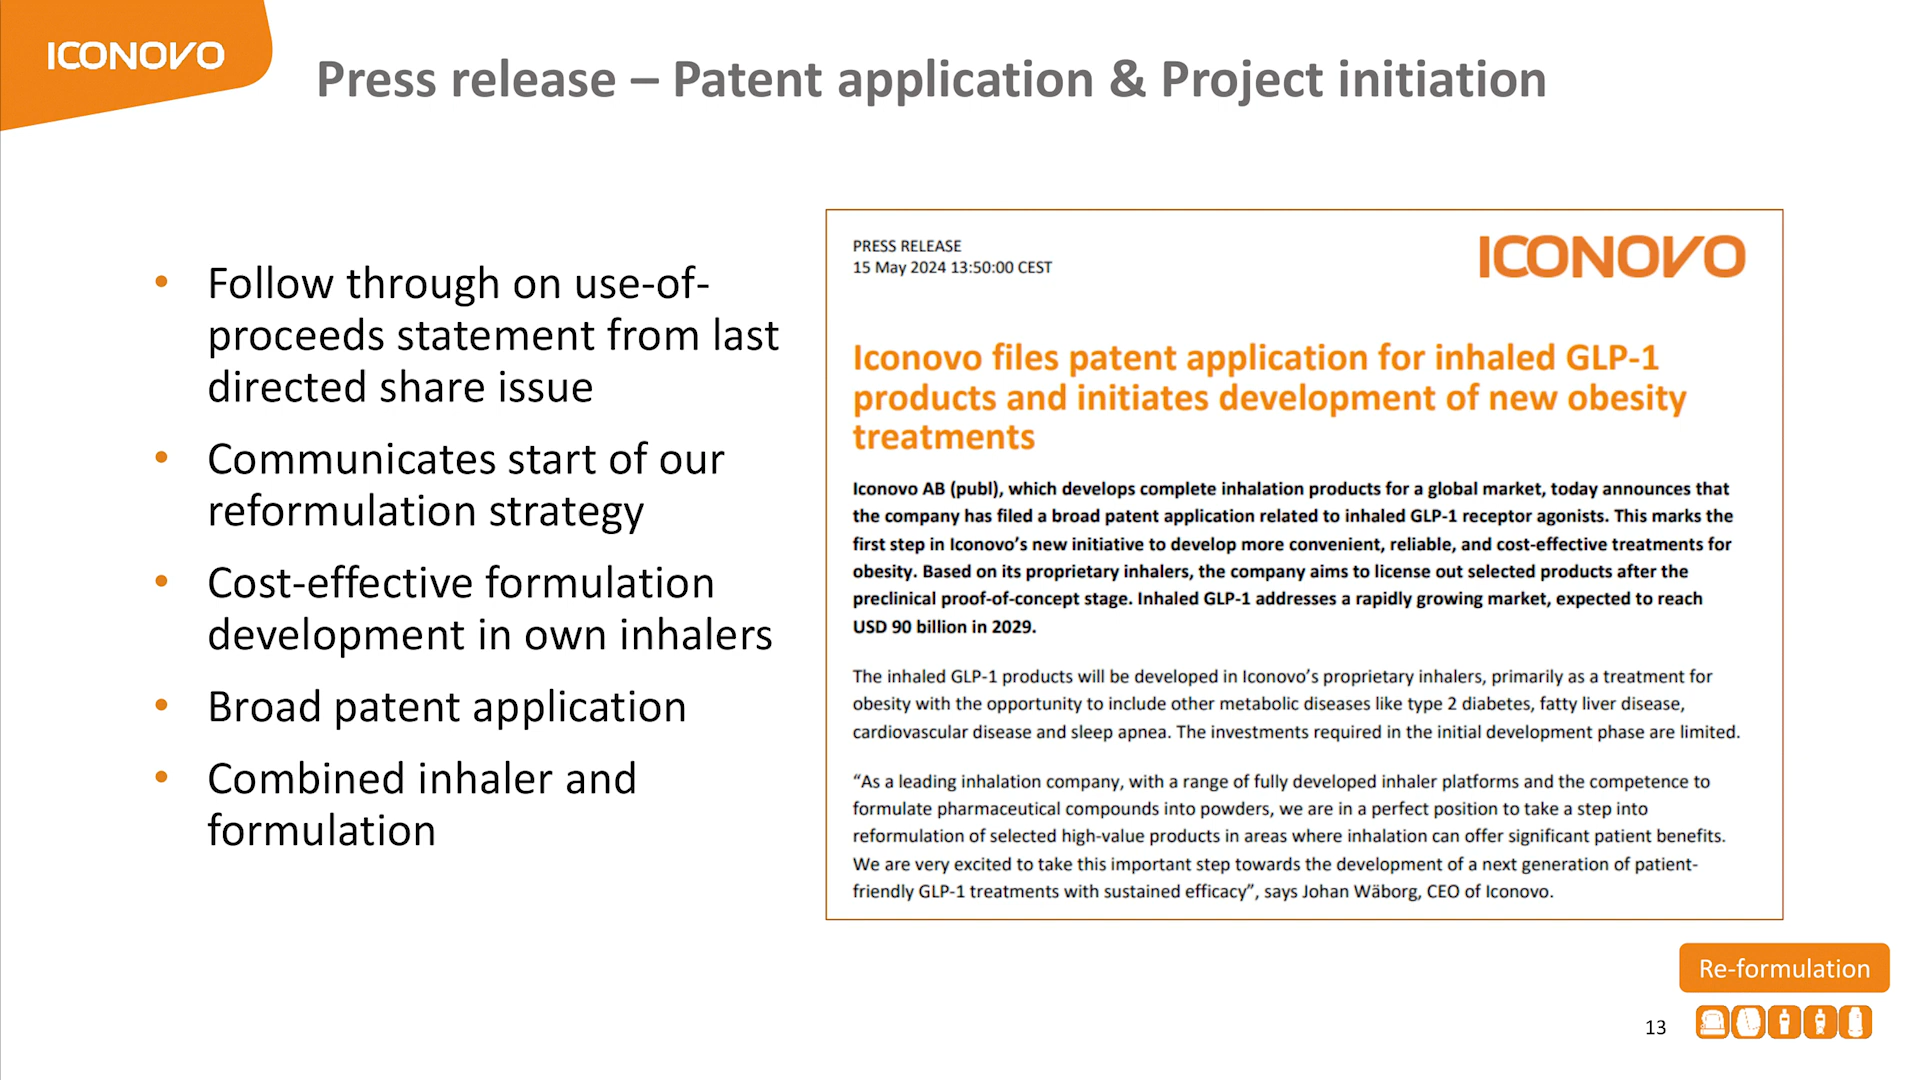 ICONOVO
Press release – Patent application & Project initiation
• Follow through on use-of-
proceeds statement from last
directed share issue
• Communicates start of our
reformulation strategy
• Cost-effective formulation
development in own inhalers
• Broad patent application
• Combined inhaler and
formulation
PRESS RELEASE
15 May 2024 13:50:00 CEST
ICONOVO
Iconovo files patent application for inhaled GLP-1
products and initiates development of new obesity
treatments
Iconovo AB (publ), which develops complete inhalation products for a global market, today announces that
the company has filed a broad patent application related to inhaled GLP-1 receptor agonists. This marks the
first step in Iconovo’s new initiative to develop more convenient, reliable, and cost-effective treatments for
obesity. Based on its proprietary inhalers, the company aims to license out selected products after the
preclinical proof-of-concept stage. Inhaled GLP-1 addresses a rapidly growing market, expected to reach
USD 90 billion in 2029.
The inhaled GLP-1 products will be developed in Iconovo’s proprietary inhalers, primarily as a treatment for
obesity with the opportunity to include other metabolic diseases like type 2 diabetes, fatty liver disease,
cardiovascular disease and sleep apnea. The investments required in the initial development phase are limited.
“As a leading inhalation company, with a range of fully developed inhaler platforms and the competence to
formulate pharmaceutical compounds into powders, we are in a perfect position to take a step into
reformulation of selected high-value products in areas where inhalation can offer significant patient benefits.
We are very excited to take this important step towards the development of a next generation of patient-
friendly GLP-1 treatments with sustained efficacy”, says Johan Wäborg, CEO of Iconovo.
Re-formulation
13